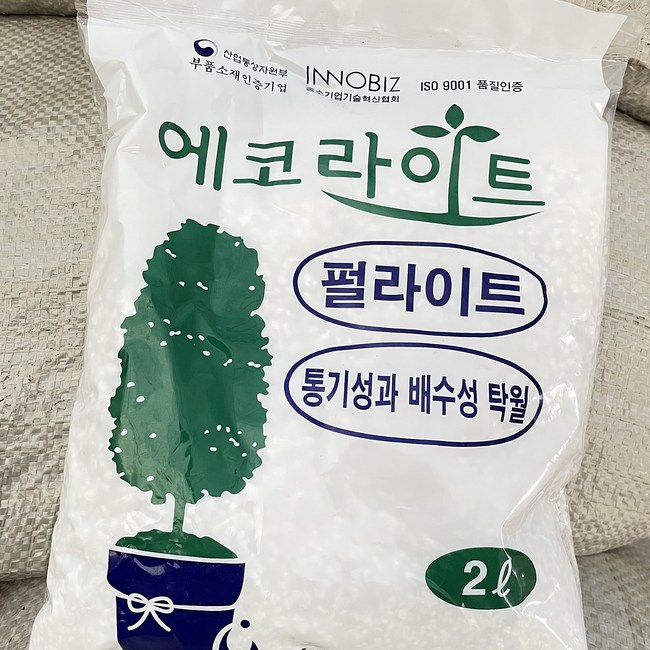 산업통상자원부
부품소재인증기업
INNOBIZ
중소기업기술혁신협회
ISO 9001 품질인증
에코라이트
펄라이트
통기성과 배수성 탁월
2ℓ